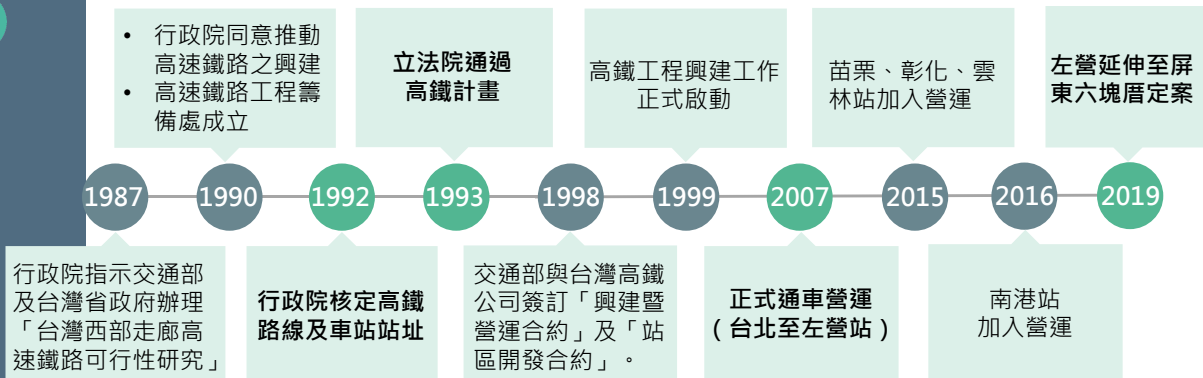 • 行政院同意推動
高速鐵路之興建
• 高速鐵路工程籌
備處成立
立法院通過
高鐵計畫
高鐵工程興建工作
正式啟動
苗栗、彰化、雲
林站加入營運
左營延伸至屏
東六塊厝定案
1987
1990
1992
1993
1998
1999
2007
2015
2016
2019
行政院指示交通部
及台灣省政府辦理
「台灣西部走廊高
速鐵路可行性研究」
行政院核定高鐵
路線及車站站址
交通部與台灣高鐵
公司簽訂「興建暨
營運合約」及「站
區開發合約」。
正式通車營運
（台北至左營站）
南港站
加入營運